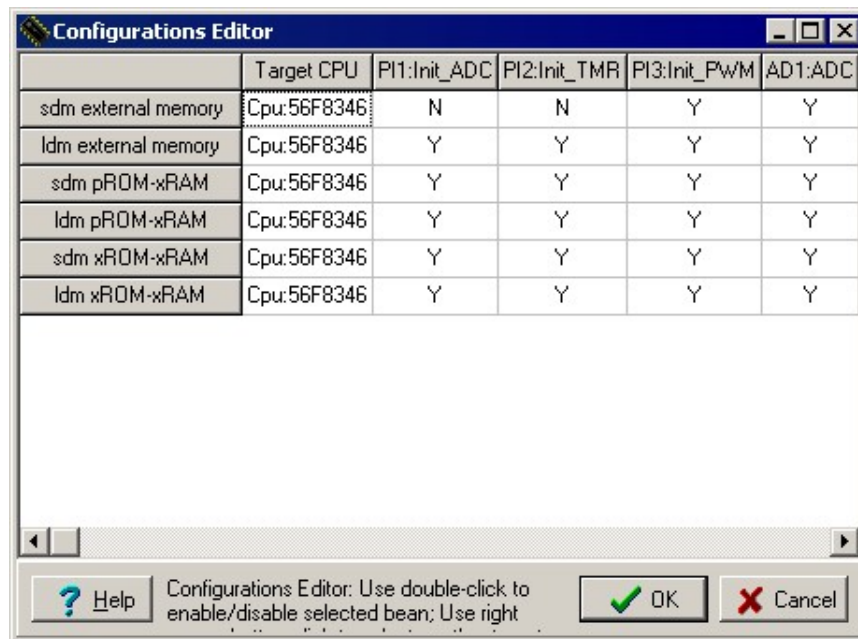 Configurations Editor
Target CPU PI1:Init_ADC PI2:Init_TMR PI3:Init_PWM AD1:ADC
sdm external memory Cpu:56F8346 N N Y Y
ldm external memory Cpu:56F8346 Y Y Y Y
sdm pROM-xRAM Cpu:56F8346 Y Y Y Y
ldm pROM-xRAM Cpu:56F8346 Y Y Y Y
sdm xROM-xRAM Cpu:56F8346 Y Y Y Y
ldm xROM-xRAM Cpu:56F8346 Y Y Y Y
? Help
Configurations Editor: Use double-click to
enable/disable selected bean; Use right
OK
Cancel